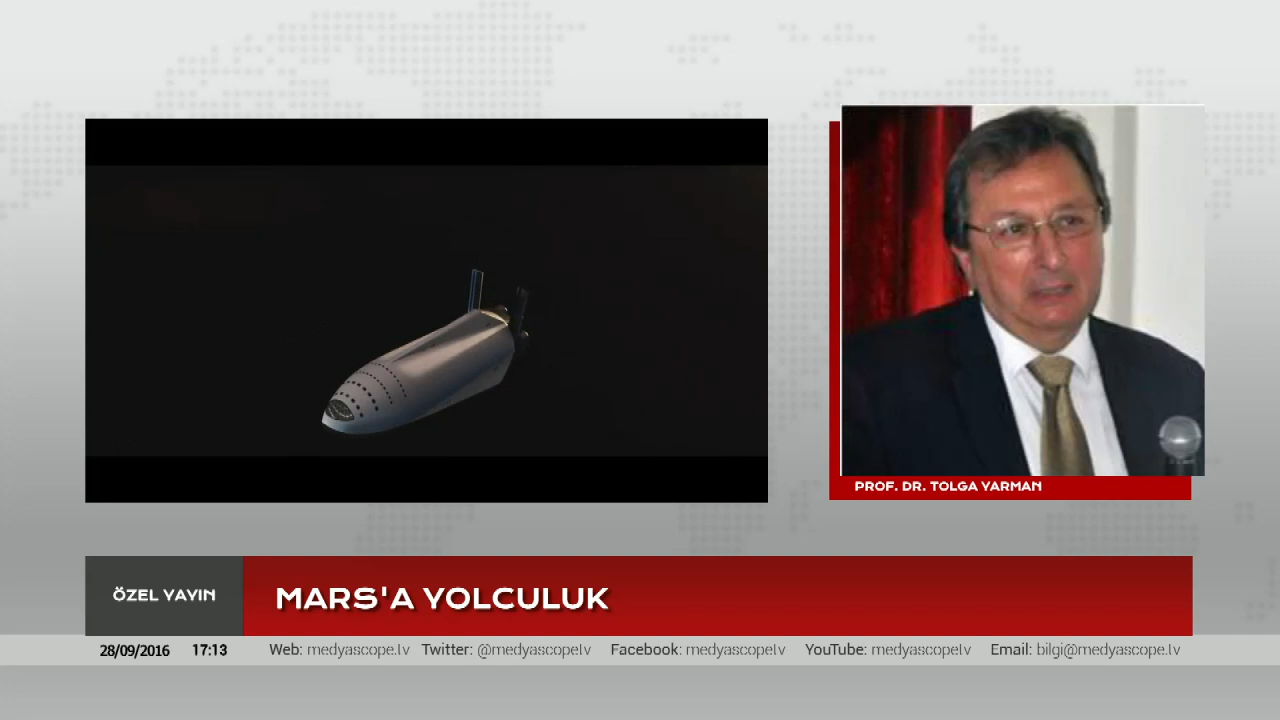 PROF. DR. TOLGA YARMAN
ÖZEL YAYIN
MARS'A YOLCULUK
28/09/2016 17:13 Web: medyascope.tv Twitter: @medyascopetv Facebook: medyascopetv YouTube: medyascopetv Email: bilgi@medyascope.tv